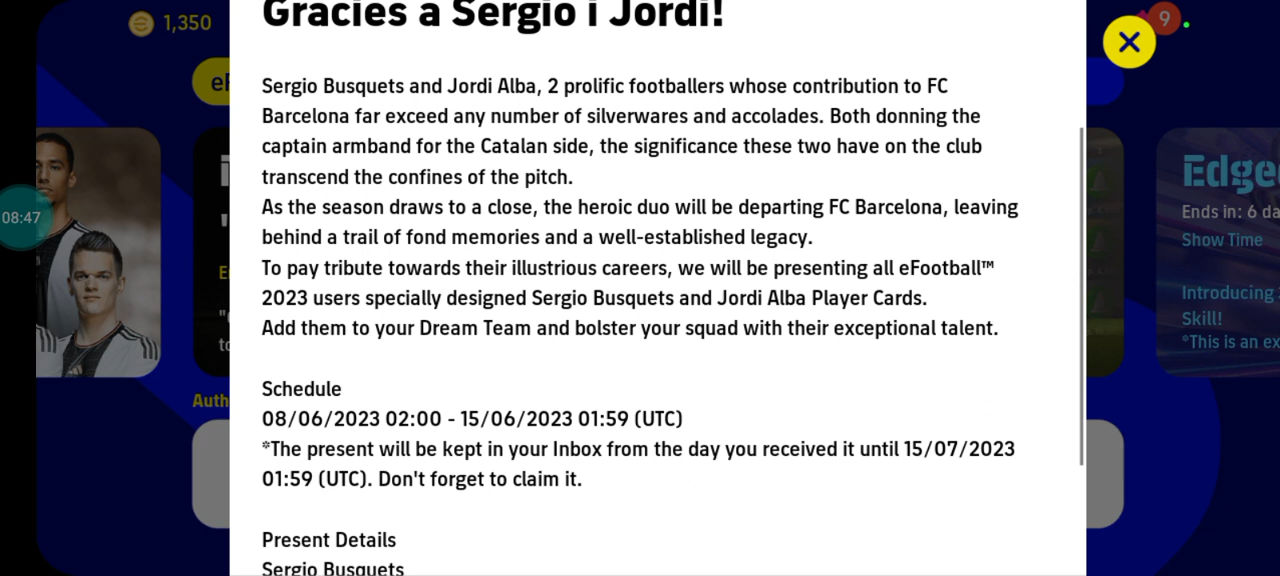 Gràcies a Sergio i Jordi!
1,350
9
eF
Sergio Busquets and Jordi Alba, 2 prolific footballers whose contribution to FC
Barcelona far exceed any number of silverwares and accolades. Both donning the
captain armband for the Catalan side, the significance these two have on the club
transcend the confines of the pitch.
As the season draws to a close, the heroic duo will be departing FC Barcelona, leaving
behind a trail of fond memories and a well-established legacy.
To pay tribute towards their illustrious careers, we will be presenting all eFootball™
2023 users specially designed Sergio Busquets and Jordi Alba Player Cards.
Add them to your Dream Team and bolster your squad with their exceptional talent.
Schedule
08/06/2023 02:00 - 15/06/2023 01:59 (UTC)
*The present will be kept in your Inbox from the day you received it until 15/07/2023
01:59 (UTC). Don't forget to claim it.
Present Details
Sergio Busquets
08:47
Auth
Edge
Ends in: 6 da
Show Time
Introducing
Skill!
*This is an ex